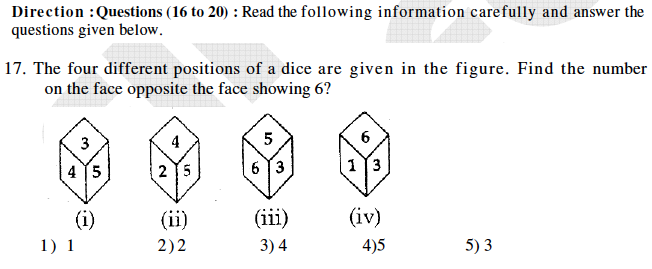 Direction :Questions (16 to 20) : Read the following information carefully and answer the
questions given below.
17. The four different positions of a dice are given in the figure. Find the number
on the face opposite the face showing 6?
3 4 5 6
4 5 2 5 6 3 1 3
(i) (ii) (iii) (iv)
1) 1 2) 2 3) 4 4)5 5) 3